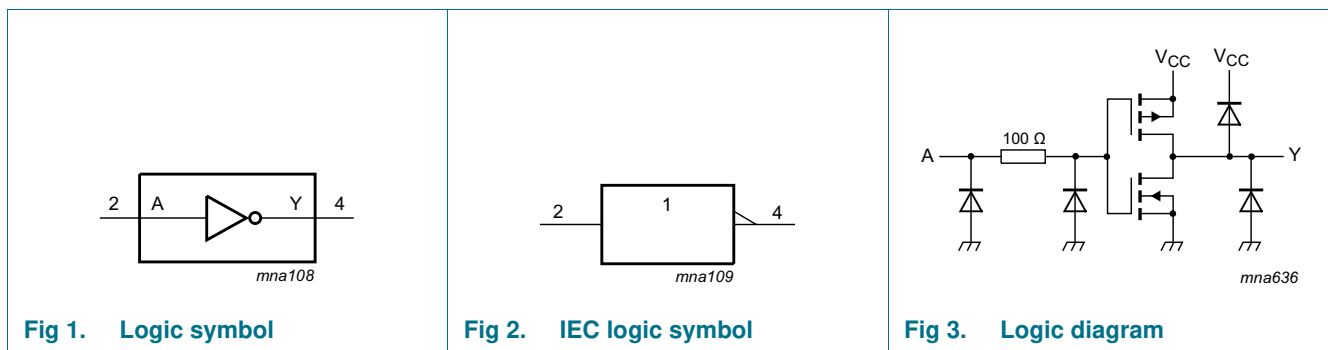 2
A
Y
4
mna108
Fig 1. Logic symbol
2
1
4
mna109
Fig 2. IEC logic symbol
VCC
VCC
100 Ω
A
Y
mna636
Fig 3. Logic diagram